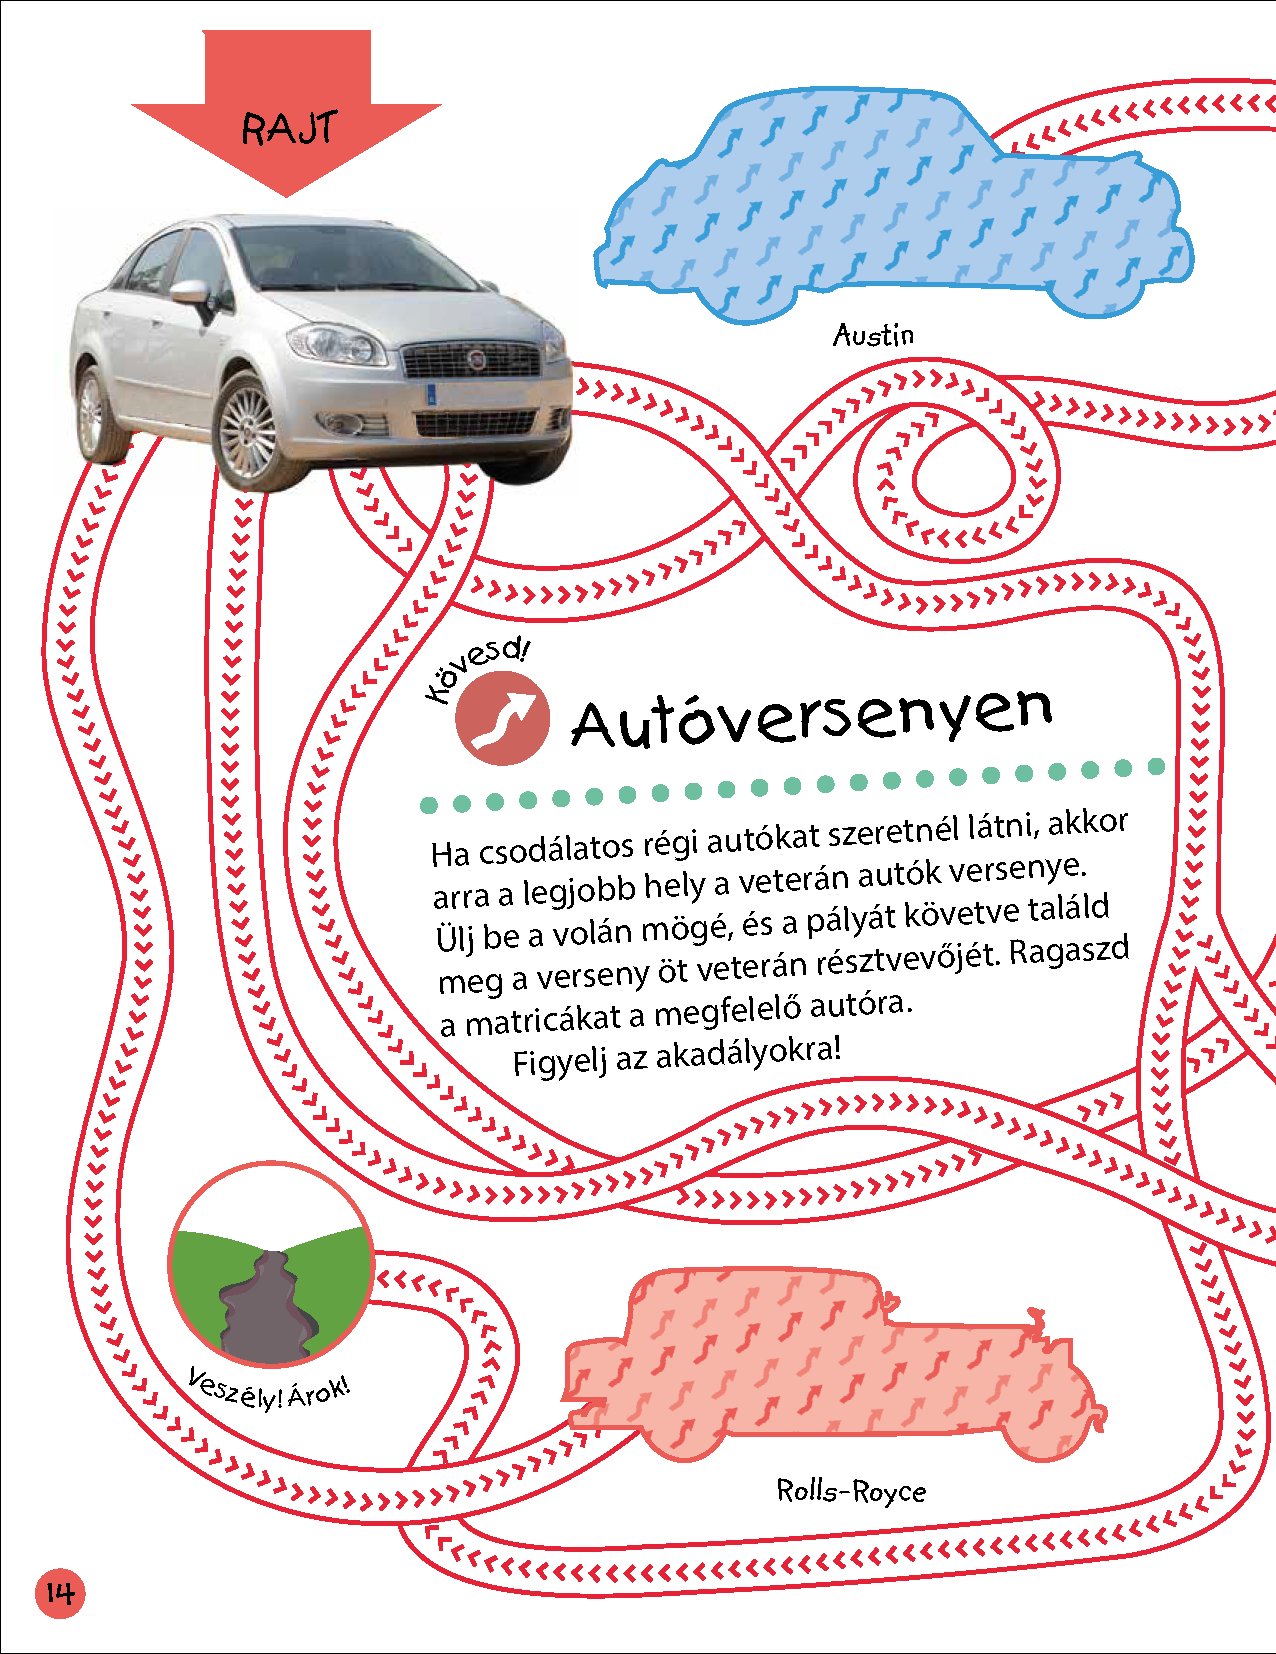 RAJT
Austin
Kövesd!
Autóversenyen
Ha csodálatos régi autókat szeretnél látni, akkor
arra a legjobb hely a veterán autók versenye.
Ülj be a volán mögé, és a pályát követve találd
meg a verseny öt veterán résztvevőjét. Ragaszd
a matricákat a megfelelő autóra.
Figyelj az akadályokra!
Veszély! Árok!
Rolls-Royce
14